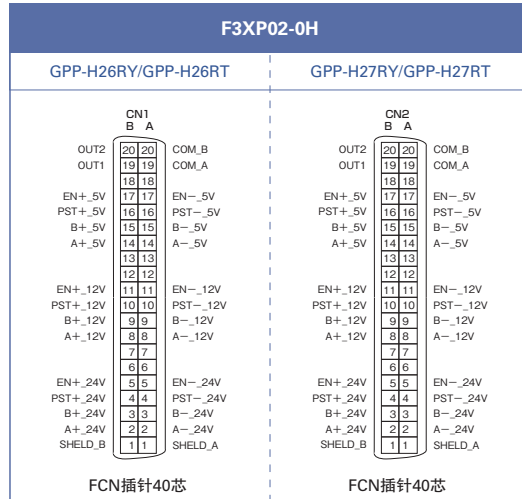 F3XP02-0H
GPP-H26RY/GPP-H26RT
CN1
B A
OUT2 20 20 COM_B
OUT1 19 19 COM_A
18 18
EN+_5V 17 17 EN-_5V
PST+_5V 16 16 PST-_5V
B+_5V 15 15 B-_5V
A+_5V 14 14 A-_5V
13 13
12 12
EN+_12V 11 11 EN-_12V
PST+_12V 10 10 PST-_12V
B+_12V 9 9 B-_12V
A+_12V 8 8 A-_12V
7 7
6 6
EN+_24V 5 5 EN-_24V
PST+_24V 4 4 PST-_24V
B+_24V 3 3 B-_24V
A+_24V 2 2 A-_24V
SHELD_B 1 1 SHELD_A
FCN插针40芯
GPP-H27RY/GPP-H27RT
CN2
B A
OUT2 20 20 COM_B
OUT1 19 19 COM_A
18 18
EN+_5V 17 17 EN-_5V
PST+_5V 16 16 PST-_5V
B+_5V 15 15 B-_5V
A+_5V 14 14 A-_5V
13 13
12 12
EN+_12V 11 11 EN-_12V
PST+_12V 10 10 PST-_12V
B+_12V 9 9 B-_12V
A+_12V 8 8 A-_12V
7 7
6 6
EN+_24V 5 5 EN-_24V
PST+_24V 4 4 PST-_24V
B+_24V 3 3 B-_24V
A+_24V 2 2 A-_24V
SHELD_B 1 1 SHELD_A
FCN插针40芯